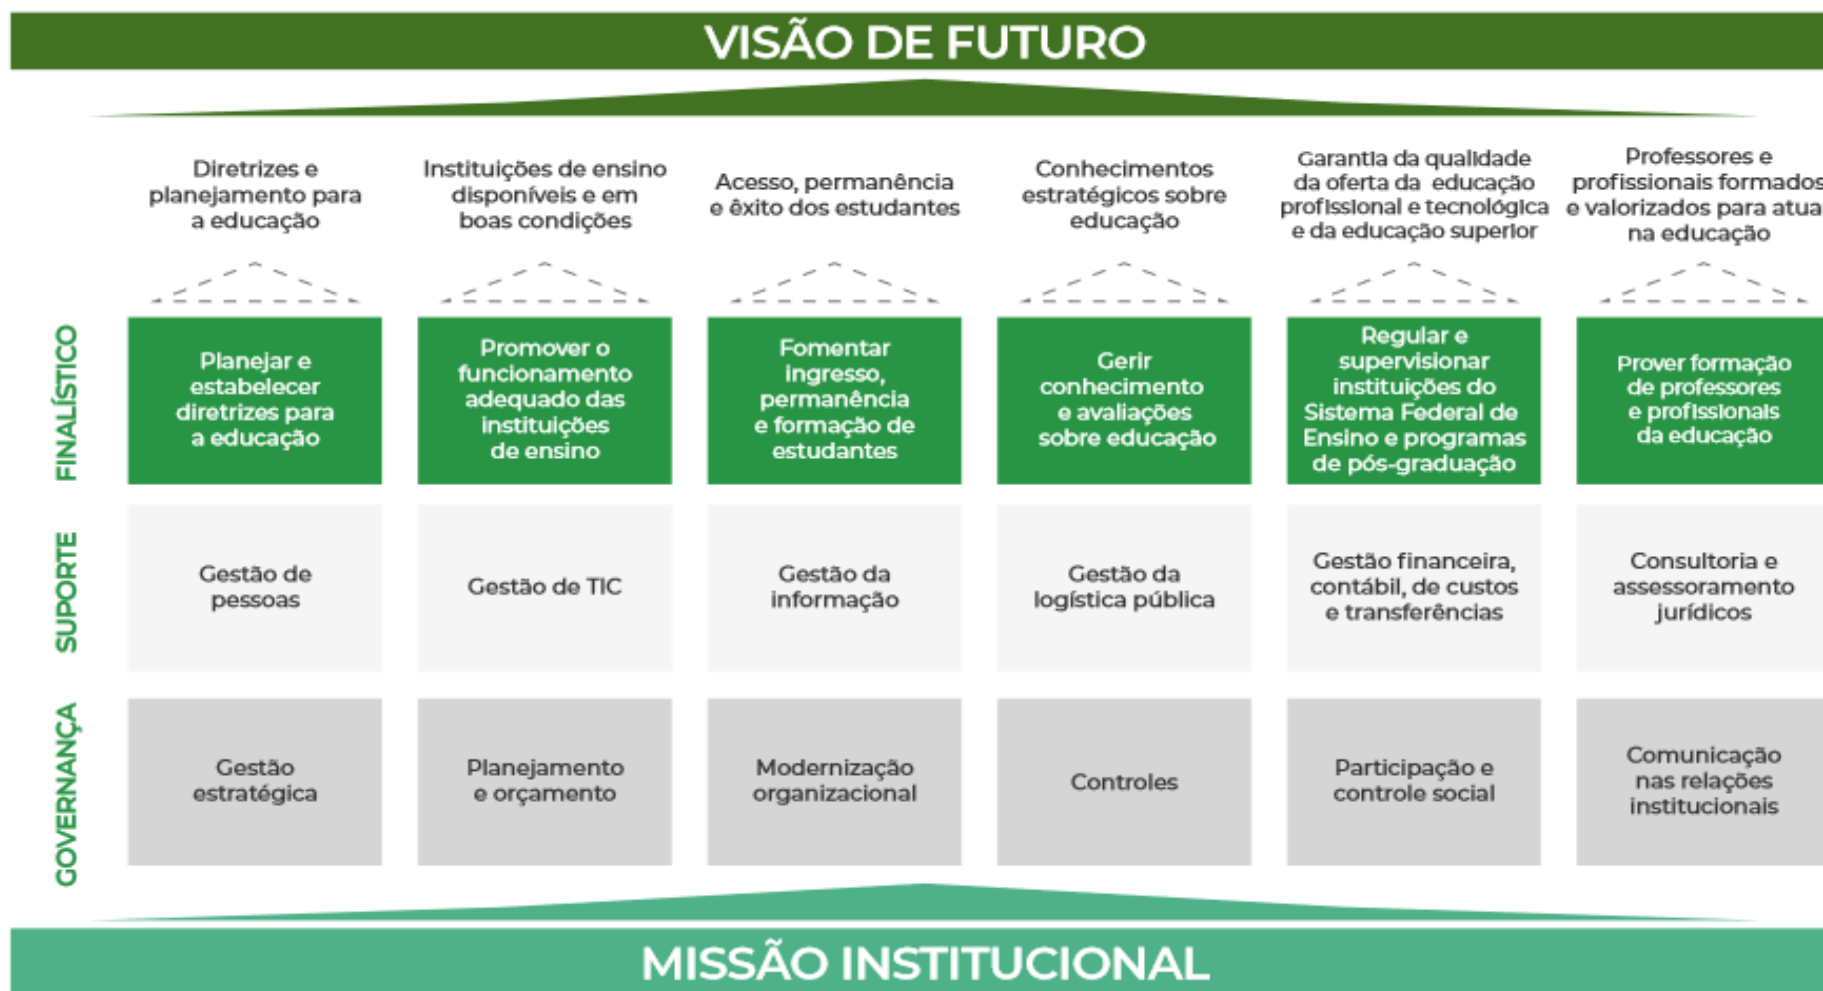 VISÃO DE FUTURO
Diretrizes e
planejamento para
a educação
Instituições de ensino
disponíveis e em
boas condições
Acesso, permanência
e êxito dos estudantes
Conhecimentos
estratégicos sobre
educação
Garantia da qualidade
da oferta da educação
profissional e tecnológica
e da educação superior
Professores e
profissionais formados
e valorizados para atua
na educação
FINALÍSTICO
Planejar e
estabelecer
diretrizes para
a educação
Promover o
funcionamento
adequado das
instituições
de ensino
Fomentar
ingresso,
permanência
e formação de
estudantes
Gerir
conhecimento
e avaliações
sobre educação
Regular e
supervisionar
instituições do
Sistema Federal de
Ensino e programas
de pós-graduação
Prover formação
de professores
e profissionais
da educação
SUPORTE
Gestão de
pessoas
Gestão de TIC
Gestão da
informação
Gestão da
logística pública
Gestão financeira,
contábil, de custos
e transferências
Consultoria e
assessoramento
jurídicos
GOVERNANÇA
Gestão
estratégica
Planejamento
e orçamento
Modernização
organizacional
Controles
Participação e
controle social
Comunicação
nas relações
institucionais
MISSÃO INSTITUCIONAL